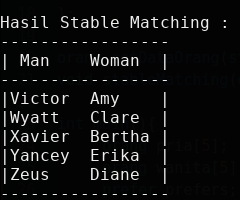 Hasil Stable Matching :
-----------------
| Man     Woman  |
-----------------
|Victor  Amy    |
|Wyatt   Clare  |
|Xavier  Bertha |
|Yancey  Erika  |
|Zeus    Diane  |
-----------------